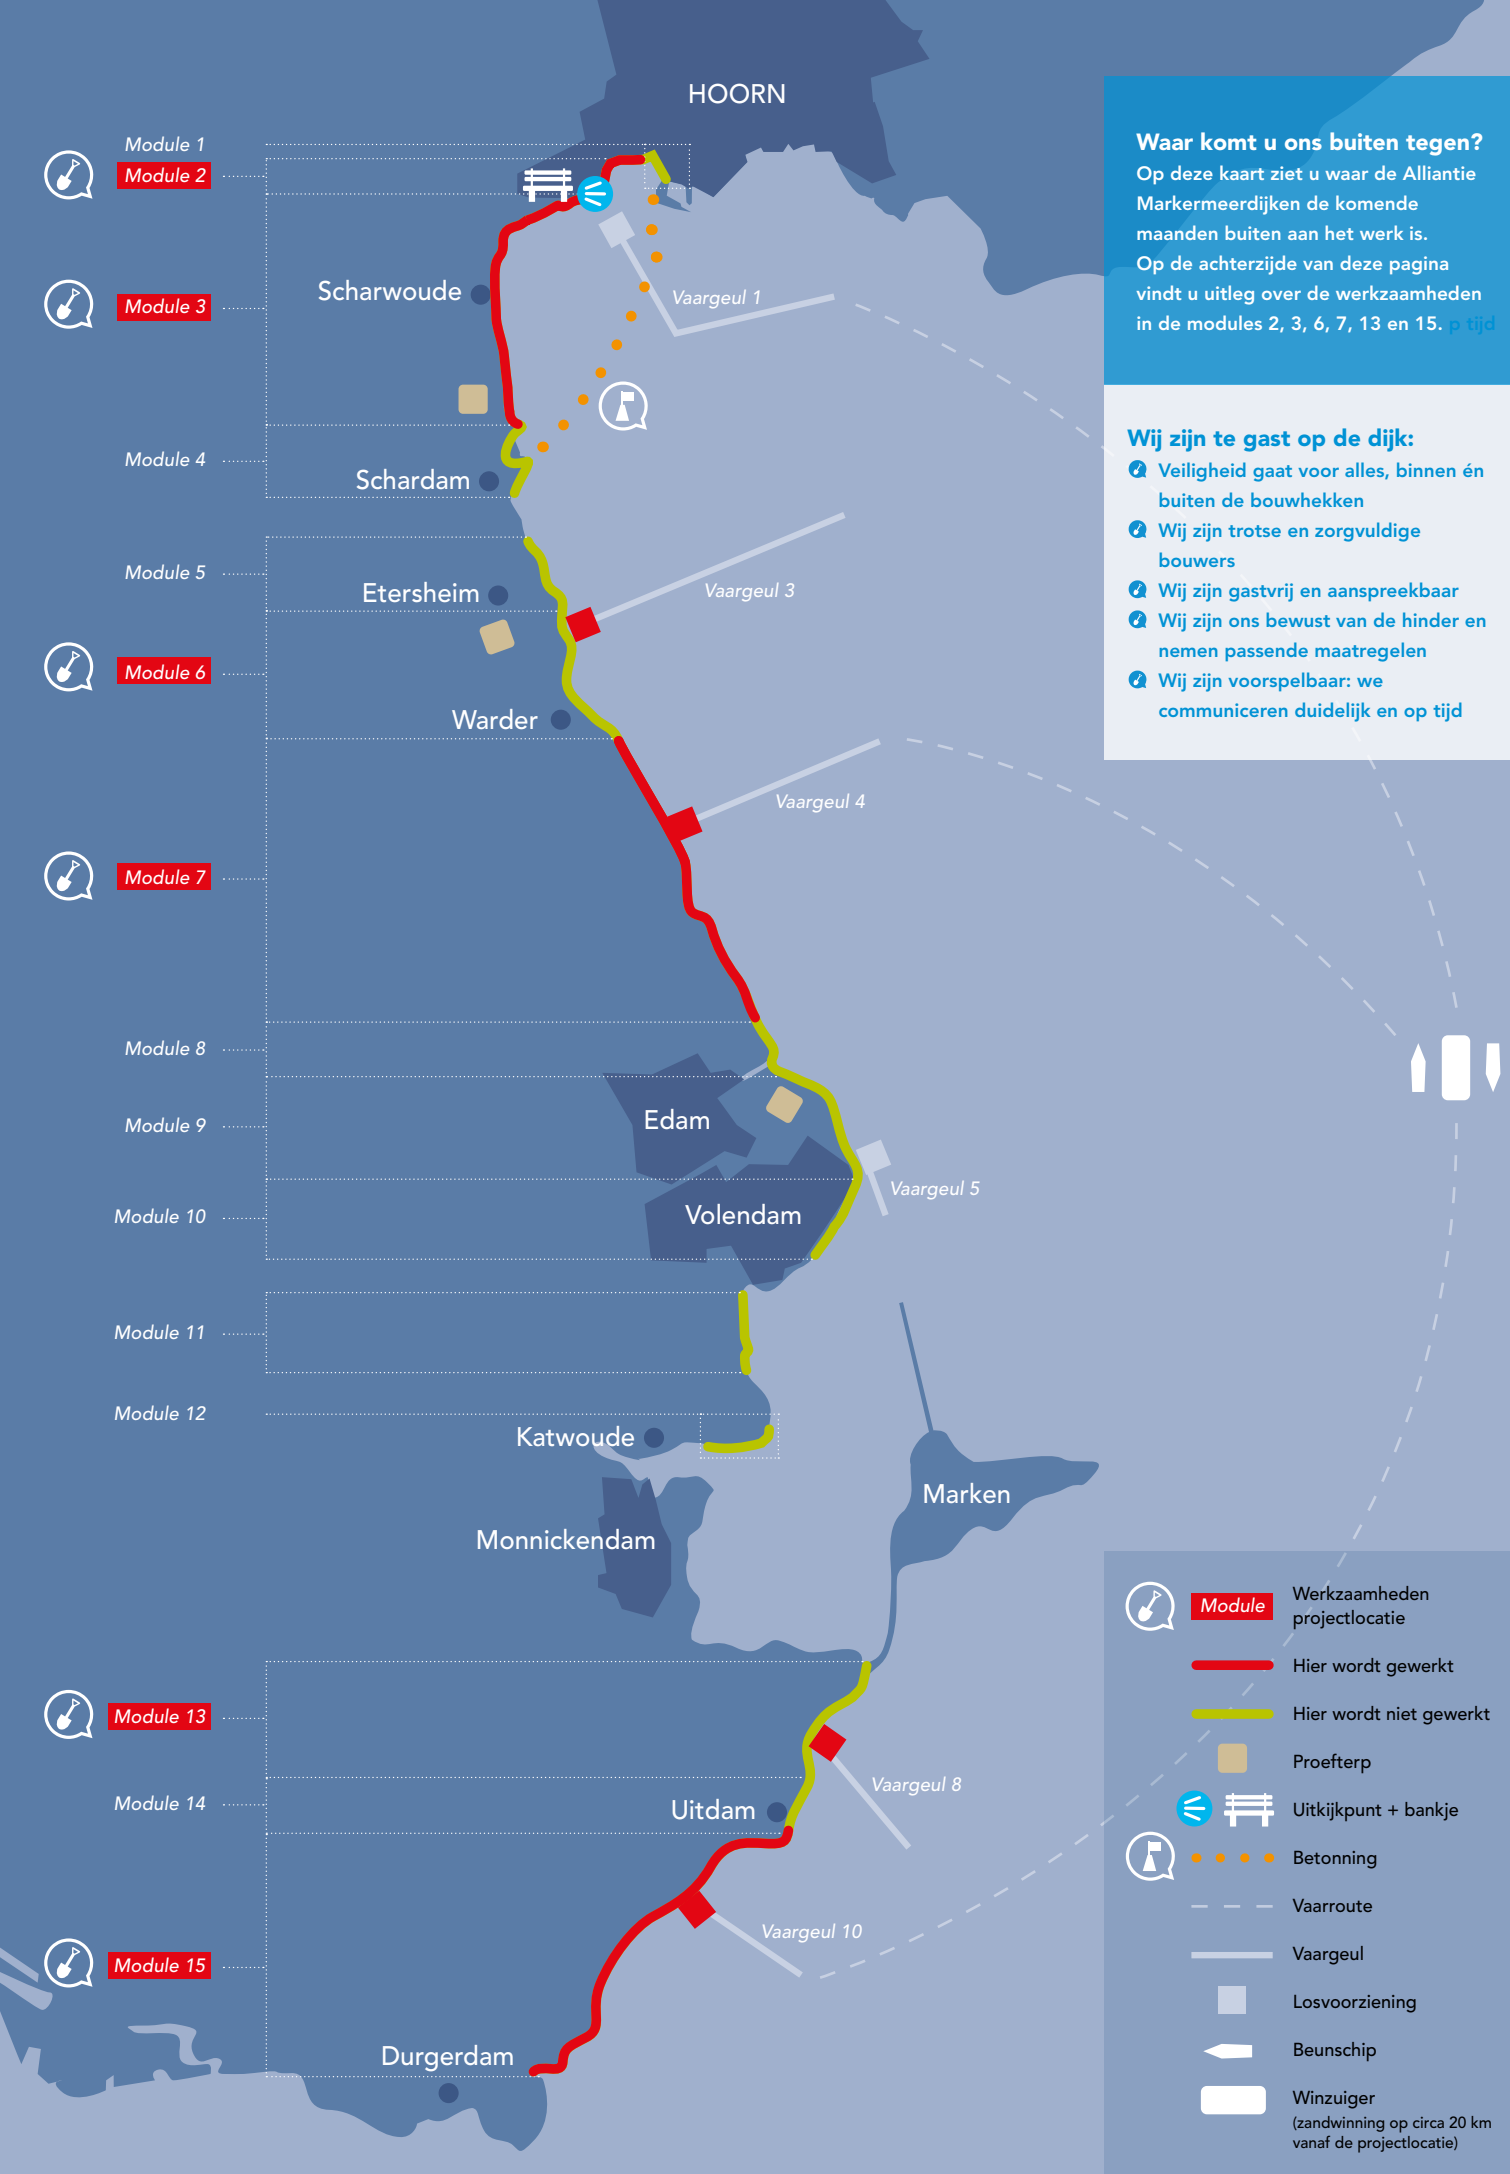 HOORN
Module 1
Module 2
Waar komt u ons buiten tegen?
Op deze kaart ziet u waar de Alliantie
Markermeerdijken de komende
maanden buiten aan het werk is.
Op de achterzijde van deze pagina
vindt u uitleg over de werkzaamheden
in de modules 2, 3, 6, 7, 13 en 15. p tijd
Scharwoude
Module 3
Vaargeul 1
Wij zijn te gast op de dijk:
Veiligheid gaat voor alles, binnen én
buiten de bouwhekken
Wij zijn trotse en zorgvuldige
bouwers
Wij zijn gastvrij en aanspreekbaar
Wij zijn ons bewust van de hinder en
nemen passende maatregelen
Wij zijn voorspelbaar: we
communiceren duidelijk en op tijd
Module 4
Schardam
Module 5
Etersheim
Vaargeul 3
Module 6
Warder
Vaargeul 4
Module 7
Module 8
Module 9
Edam
Vaargeul 5
Module 10
Volendam
Module 11
Module 12
Katwoude
Marken
Monnickendam
Module 13
Vaargeul 8
Module 14
Uitdam
Vaargeul 10
Module 15
Durgerdam
Module
Werkzaamheden
projectlocatie
Hier wordt gewerkt
Hier wordt niet gewerkt
Proefterp
Uitkijkpunt + bankje
Betonning
Vaarroute
Vaargeul
Losvoorziening
Beunschip
Winzuiger
(zandwinning op circa 20 km
vanaf de projectlocatie)